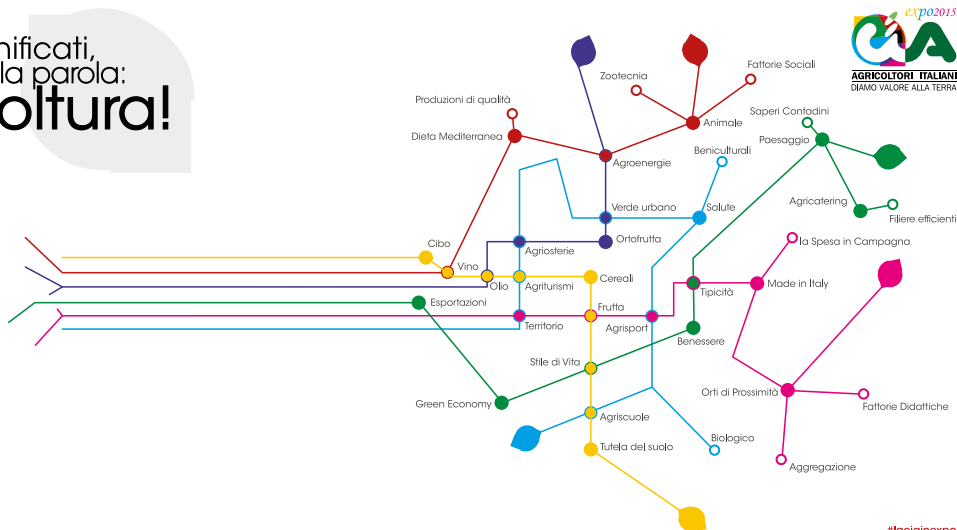 nificati,
la parola:
oltura!
expo2015
CIA
AGRICOLTORI ITALIANI
DIAMO VALORE ALLA TERRA
Zootecnia
Fattorie Sociali
Produzioni di qualità
Saperi Contadini
Dieta Mediterranea
Animale
Paesaggio
Agroenergie
Beniculturali
Verde urbano
Salute
Agricatering
Filiere efficienti
Cibo
Agriosterie
Ortofrutta
la Spesa in Campagna
Vino
Olio
Agriturismi
Cereali
Tipicità
Made in Italy
Esportazioni
Frutta
Territorio
Agrisport
Benessere
Stile di Vita
Orti di Prossimità
Green Economy
Fattorie Didattiche
Agriscuole
Tutela del suolo
Biologico
Aggregazione